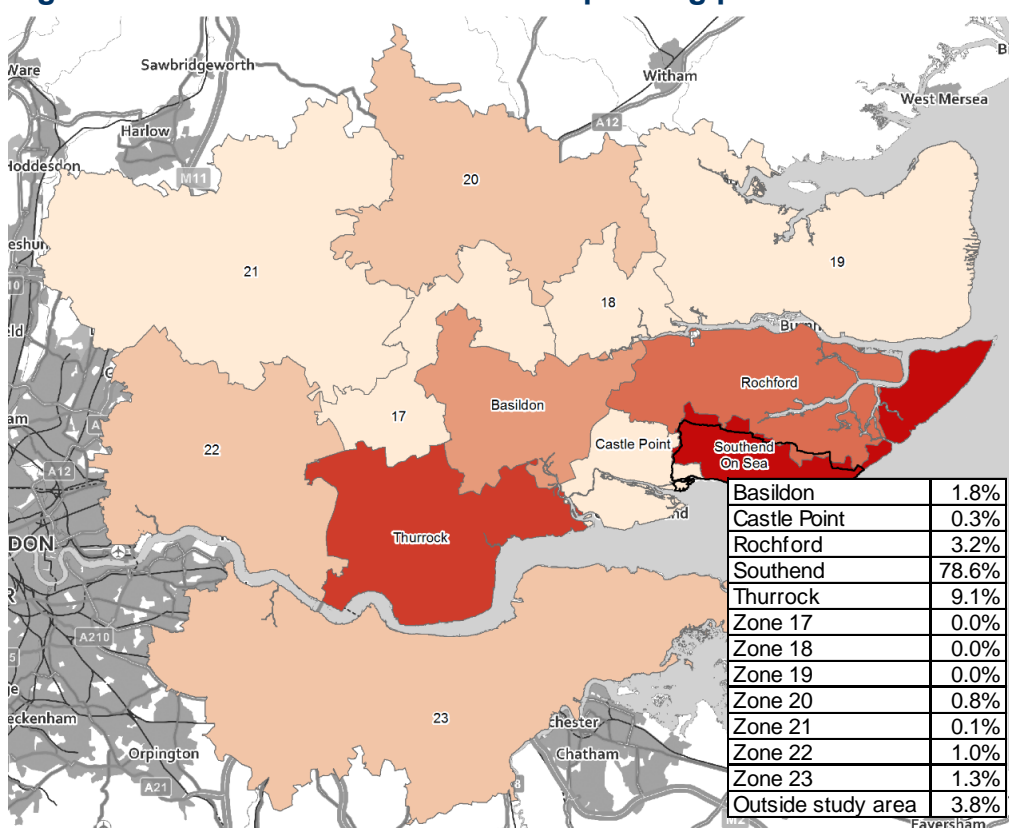 Sawbridgeworth
Witham
West Mersea
Harlow
A12
Hoddesdon
M11
20
21
19
18
Rochford
Basildon
17
22
Castle Point
Southend
On Sea
A12
Thurrock
A210
23
Chatham
Orpington
A21
Basildon 1.8%
Castle Point 0.3%
Rochford 3.2%
Southend 78.6%
Thurrock 9.1%
Zone 17 0.0%
Zone 18 0.0%
Zone 19 0.0%
Zone 20 0.8%
Zone 21 0.1%
Zone 22 1.0%
Zone 23 1.3%
Outside study area 3.8%
Faversham